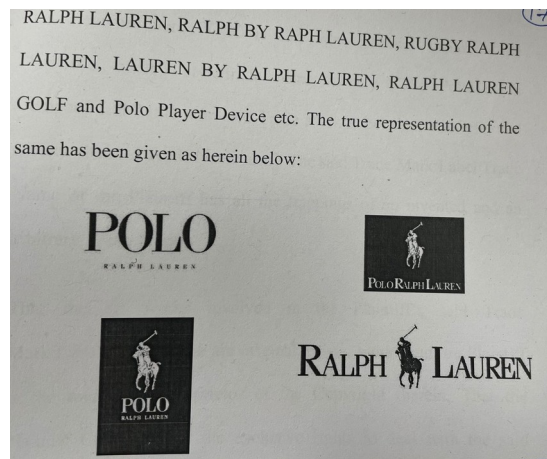 RALPH LAUREN, RALPH BY RAPH LAUREN, RUGBY RALPH
LAUREN, LAUREN BY RALPH LAUREN, RALPH LAUREN
GOLF and Polo Player Device etc. The true representation of the
same has been given as herein below:
POLO
RALPH LAUREN
POLO RALPH LAUREN
POLO
RALPH LAUREN
RALPH LAUREN